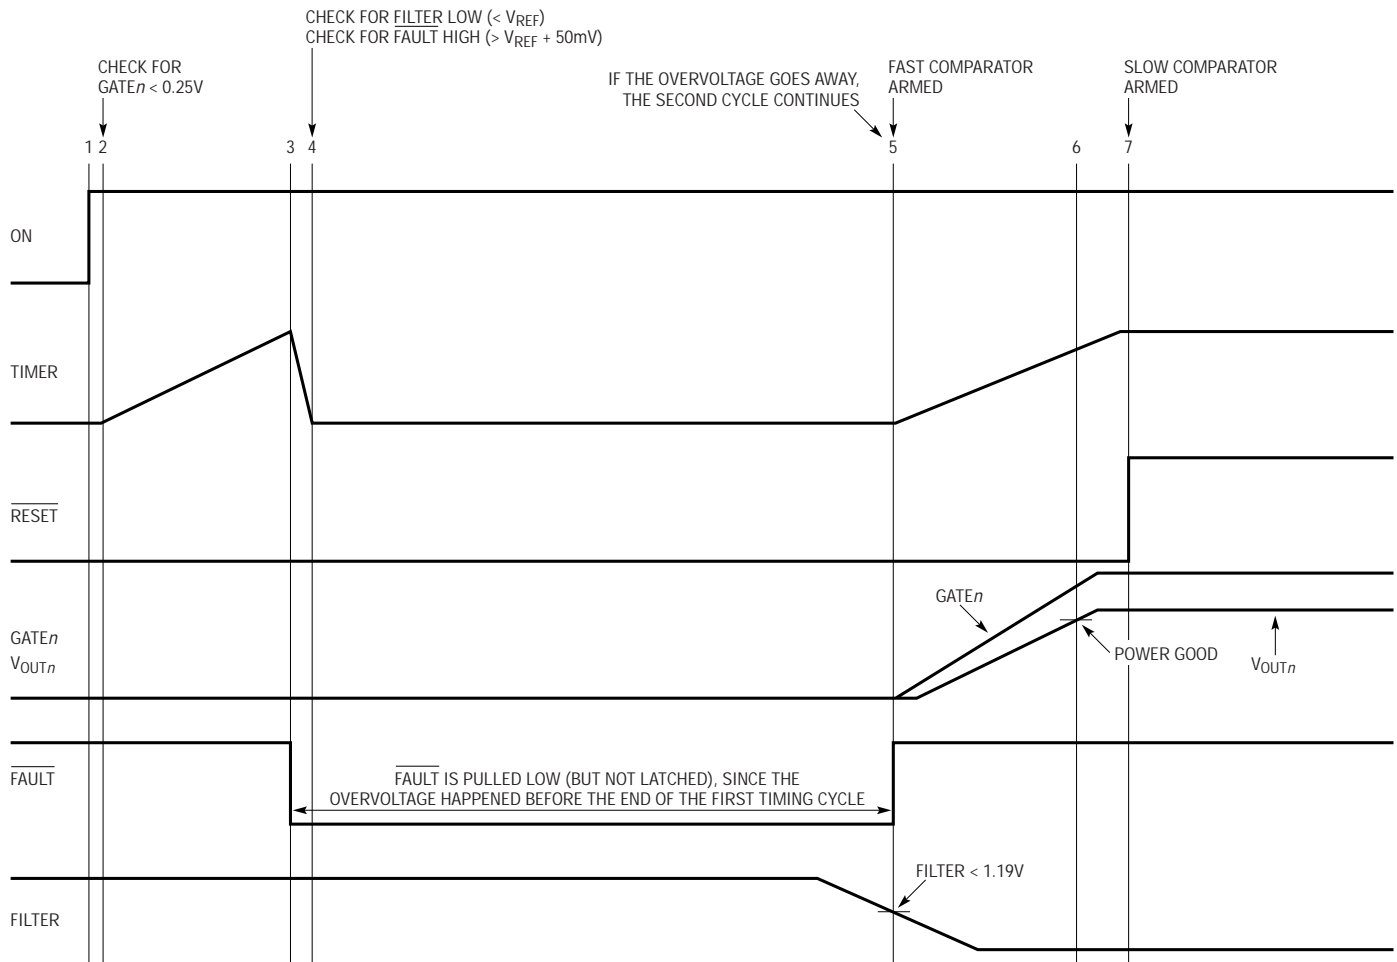 CHECK FOR FILTER LOW (< VREF)
CHECK FOR FAULT HIGH (> VREF + 50mV)
CHECK FOR
GATEn < 0.25V
IF THE OVERVOLTAGE GOES AWAY,
THE SECOND CYCLE CONTINUES
FAST COMPARATOR
ARMED
SLOW COMPARATOR
ARMED
1 2 3 4 5 6 7
ON
TIMER
RESET
GATEn
GATEn
VOUTn
POWER GOOD
VOUTn
FAULT
FAULT IS PULLED LOW (BUT NOT LATCHED), SINCE THE
OVERVOLTAGE HAPPENED BEFORE THE END OF THE FIRST TIMING CYCLE
FILTER < 1.19V
FILTER